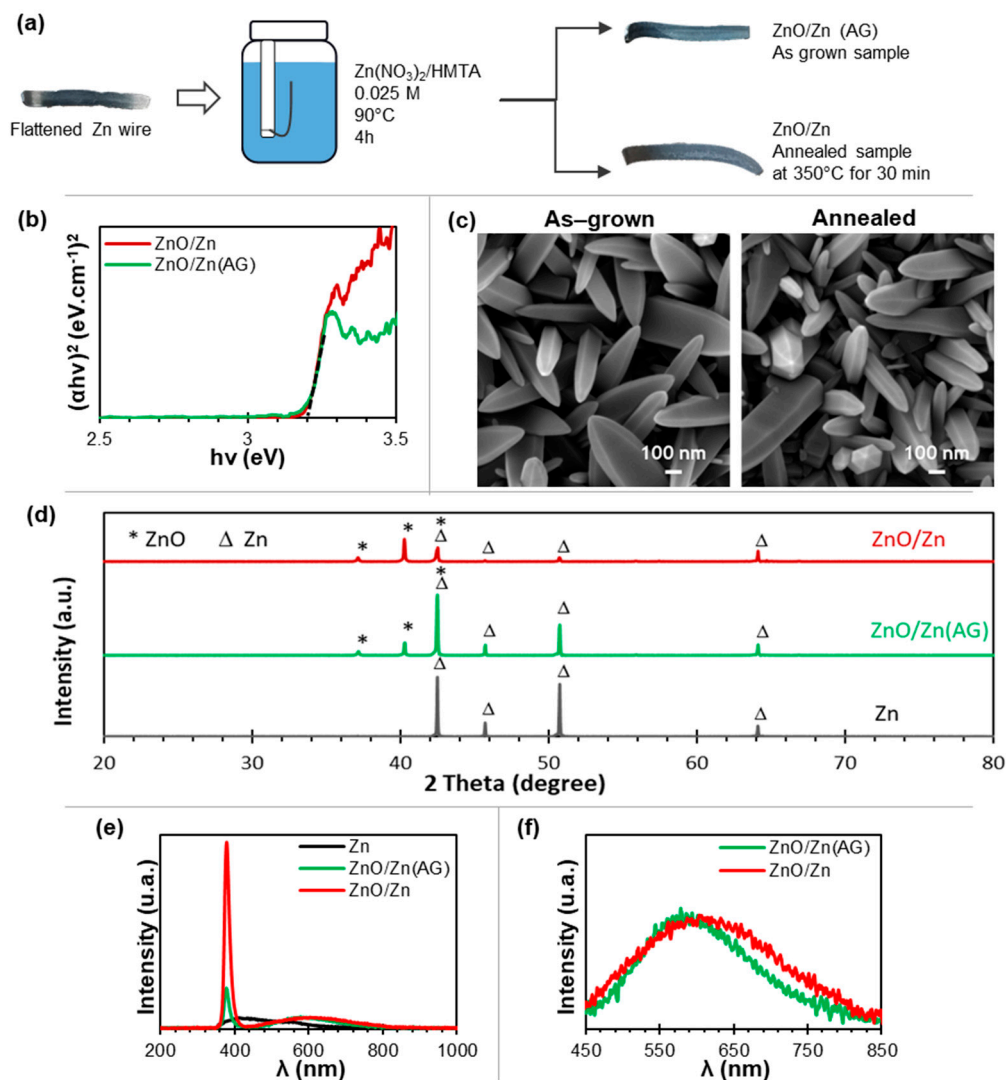 (a)
Flattened Zn wire
Zn(NO₃)₂/HMTA
0.025 M
90°C
4h
ZnO/Zn (AG)
As grown sample
ZnO/Zn
Annealed sample
at 350°C for 30 min
(b)
ZnO/Zn
ZnO/Zn(AG)
(αhν)² (eV.cm⁻¹)²
2.5 3 3.5
hν (eV)
(c)
As–grown Annealed
100 nm 100 nm
(d)
* ZnO Δ Zn
* * * Δ Δ Δ Δ
ZnO/Zn
* * * Δ Δ Δ Δ
ZnO/Zn(AG)
Δ Δ Δ Δ
Zn
Intensity (a.u.)
20 30 40 50 60 70 80
2 Theta (degree)
(e)
Zn
ZnO/Zn(AG)
ZnO/Zn
Intensity (u.a.)
200 400 600 800 1000
λ (nm)
(f)
ZnO/Zn(AG)
ZnO/Zn
Intensity (u.a.)
450 550 650 750 850
λ (nm)